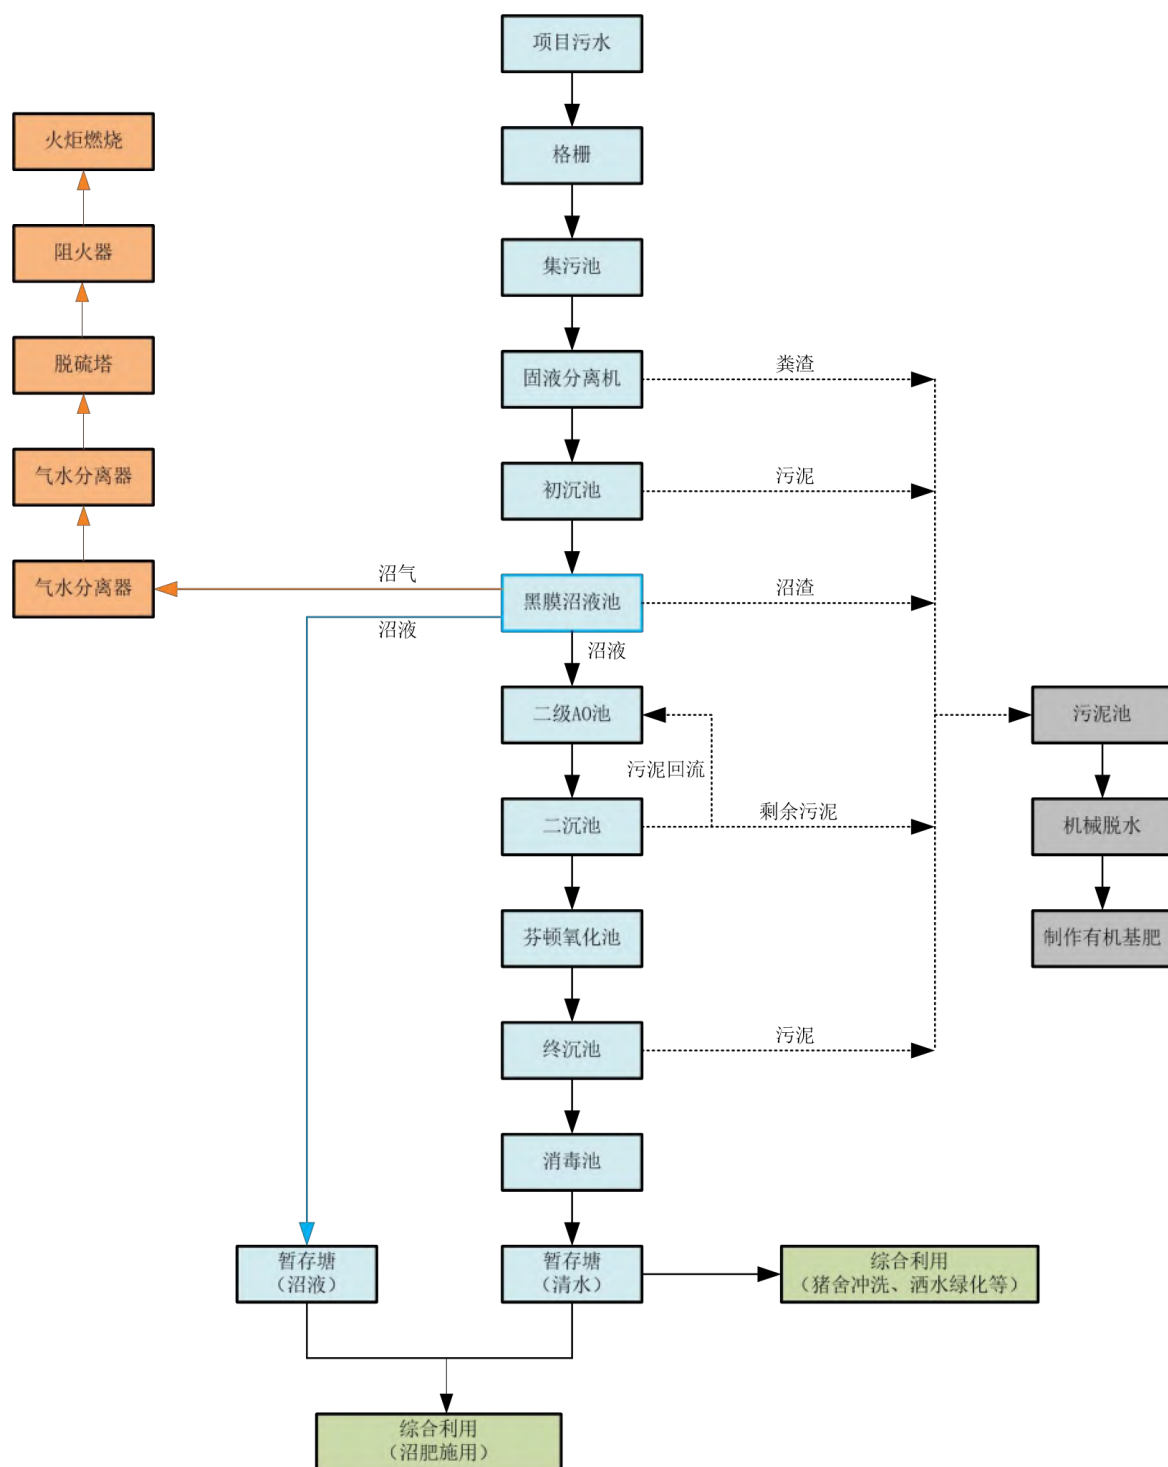 项目污水
火炬燃烧
格栅
阻火器
集污池
脱硫塔
固液分离机
粪渣
气水分离器
初沉池
污泥
气水分离器
沼气
黑膜沼液池
沼渣
沼液
沼液
二级AO池
污泥池
污泥回流
二沉池
剩余污泥
机械脱水
芬顿氧化池
制作有机基肥
终沉池
污泥
消毒池
暂存塘
（沼液）
暂存塘
（清水）
综合利用
（猪舍冲洗、洒水绿化等）
综合利用
（沼肥施用）